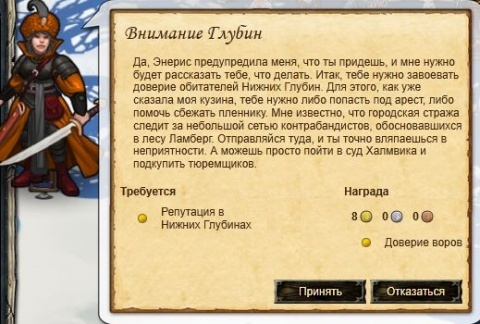 Внимание Глубин
Да, Энерис предупредила меня, что ты придешь, и мне нужно
будет рассказать тебе, что делать. Итак, тебе нужно завоевать
доверие обитателей Нижних Глубин. Для этого, как уже
сказала моя кузина, тебе нужно либо попасть под арест, либо
помочь сбежать пленнику. Мне известно, что городская стража
следит за небольшой сетью контрабандистов, обосновавшихся
в лесу Ламберг. Отправляйся туда, и ты точно вляпаешься в
неприятности. А можешь просто пойти в суд Халмвика и
подкупить тюремщиков.
Требуется
Репутация в
Нижних Глубинах
Награда
8 0 0
Доверие воров
Принять
Отказаться